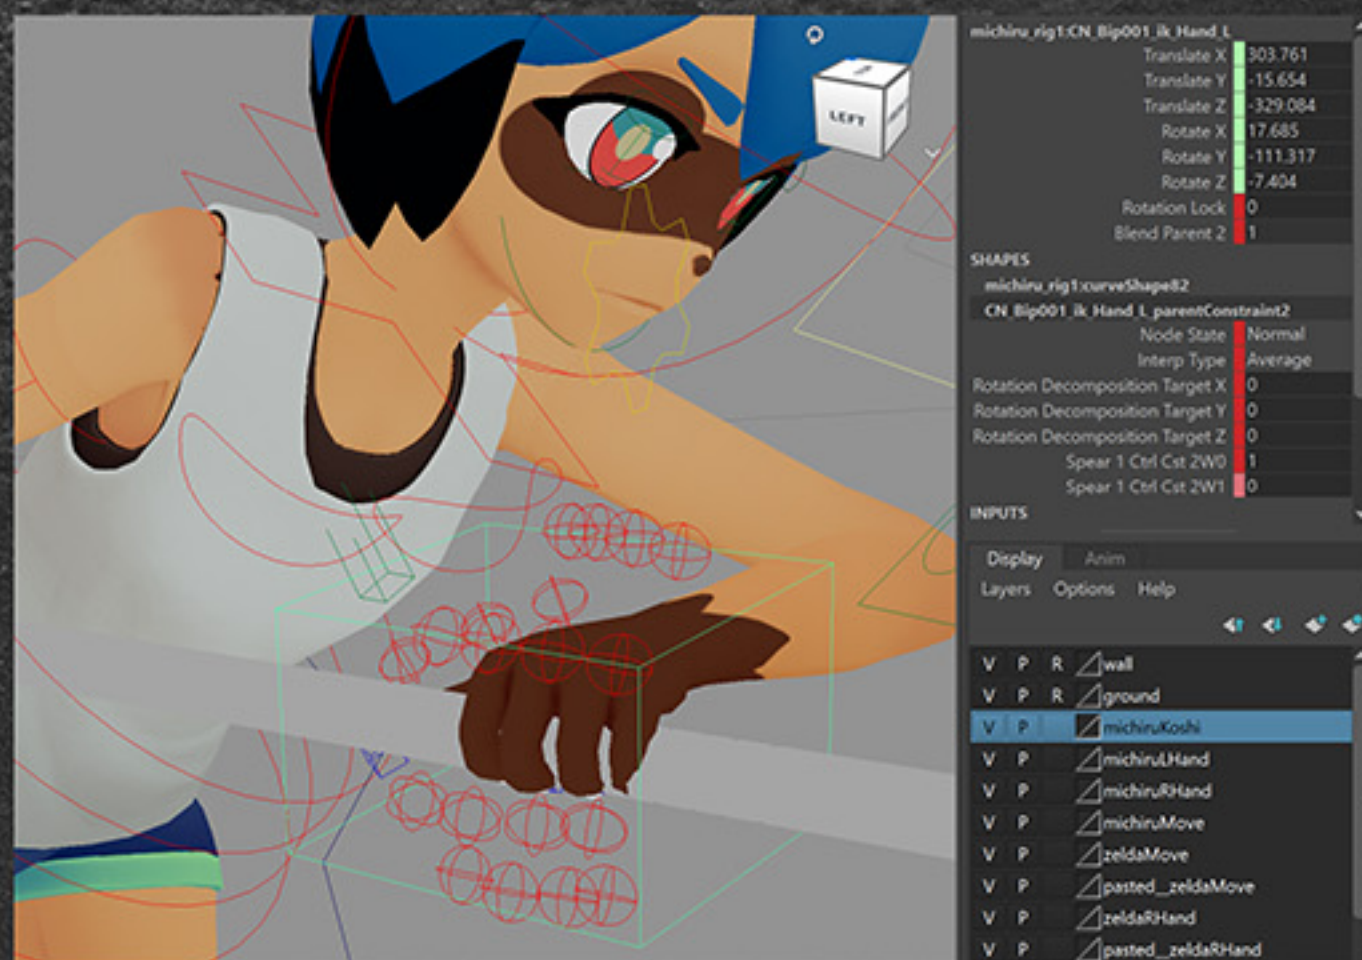 michiru_rig1:CN_Bip001_ik_Hand_L
Translate X 303.761
Translate Y -15.654
Translate Z -329.084
Rotate X 17.685
Rotate Y -111.317
Rotate Z -7.404
Rotation Lock 0
Blend Parent 2 1
SHAPES
michiru_rig1:curveShape82
CN_Bip001_ik_Hand_L_parentConstraint2
Node State Normal
Interp Type Average
Rotation Decomposition Target X 0
Rotation Decomposition Target Y 0
Rotation Decomposition Target Z 0
Spear 1 Ctrl Cst 2W0 1
Spear 1 Ctrl Cst 2W1 0
INPUTS
Display Anim
Layers Options Help
V P R wall
V P R ground
V P michiruKoshi
V P michiruLHand
V P michiruRHand
V P michiruMove
V P zeldaMove
V P pasted__zeldaMove
V P zeldaRHand
V P pasted__zeldaRHand
LEFT